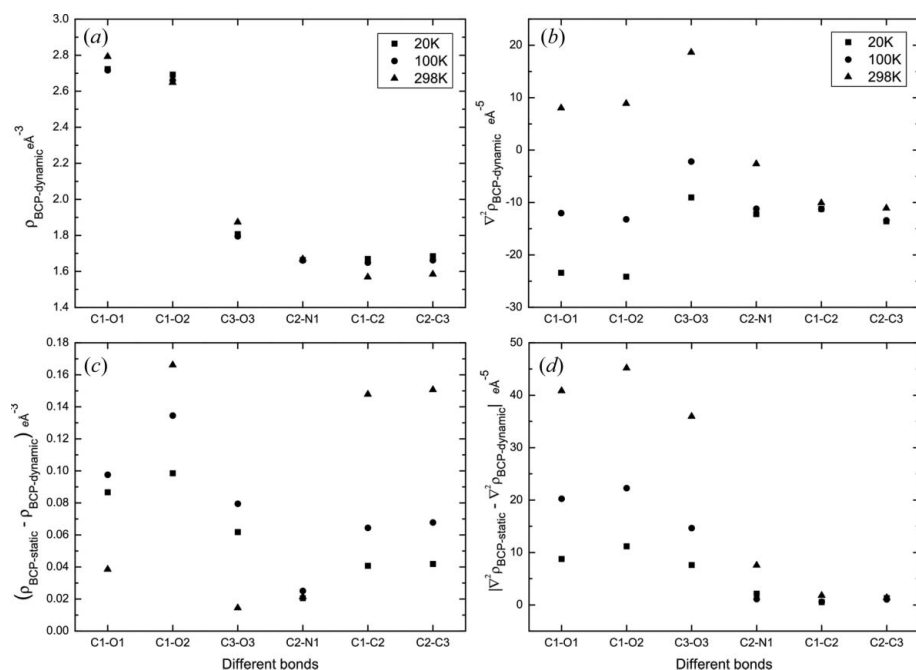 (a)
20K
100K
298K
3.0
2.8
2.6
2.4
2.2
2.0
1.8
1.6
1.4
ρBCP-dynamic eÅ-3
C1-O1 C1-O2 C3-O3 C2-N1 C1-C2 C2-C3
(b)
20K
100K
298K
20
10
0
-10
-20
-30
∇2ρBCP-dynamic eÅ-5
C1-O1 C1-O2 C3-O3 C2-N1 C1-C2 C2-C3
(c)
0.18
0.16
0.14
0.12
0.10
0.08
0.06
0.04
0.02
0.00
(ρBCP-static - ρBCP-dynamic) eÅ-3
C1-O1 C1-O2 C3-O3 C2-N1 C1-C2 C2-C3
Different bonds
(d)
50
40
30
20
10
0
|∇2ρBCP-static - ∇2ρBCP-dynamic| eÅ-5
C1-O1 C1-O2 C3-O3 C2-N1 C1-C2 C2-C3
Different bonds